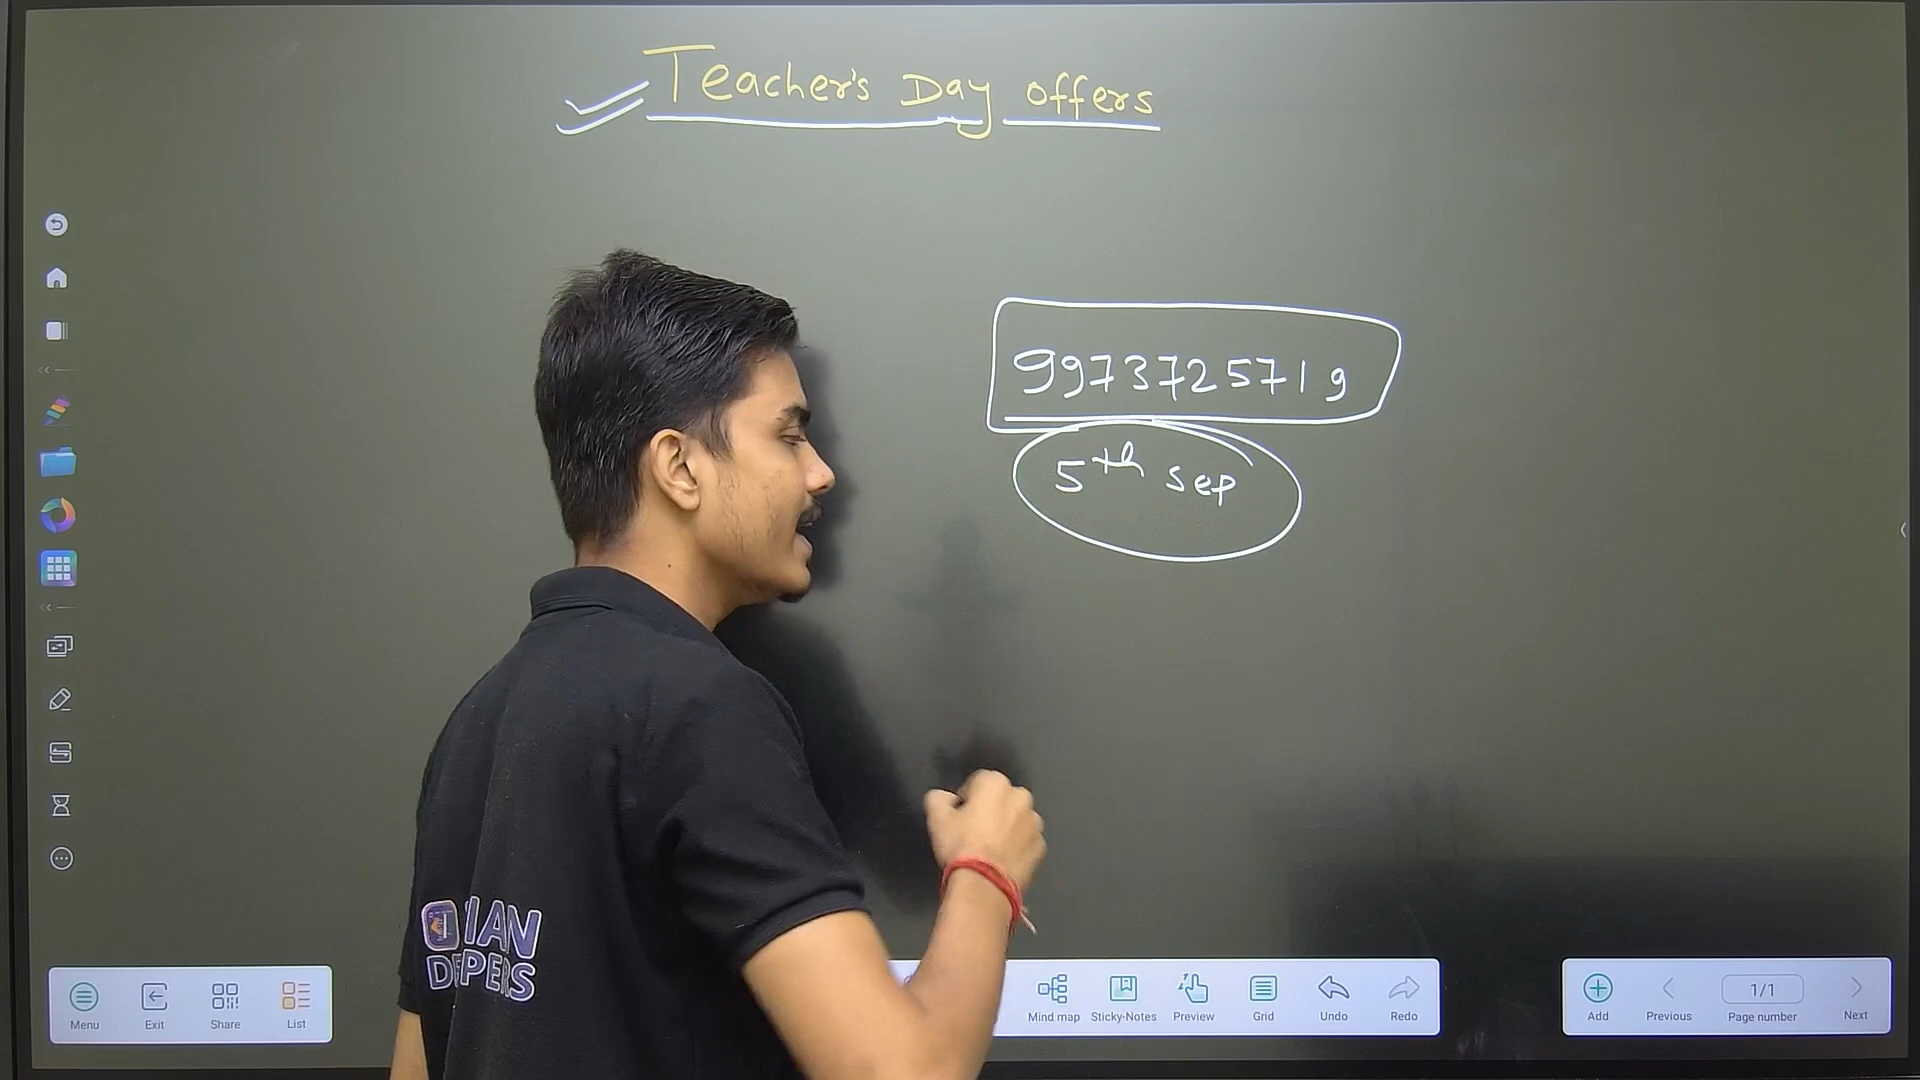 Teacher's Day offers
9973725719
5th sep
Menu
Exit
Share
List
Mind map
Sticky-Notes
Preview
Grid
Undo
Redo
Add
Previous
1/1
Page number
Next